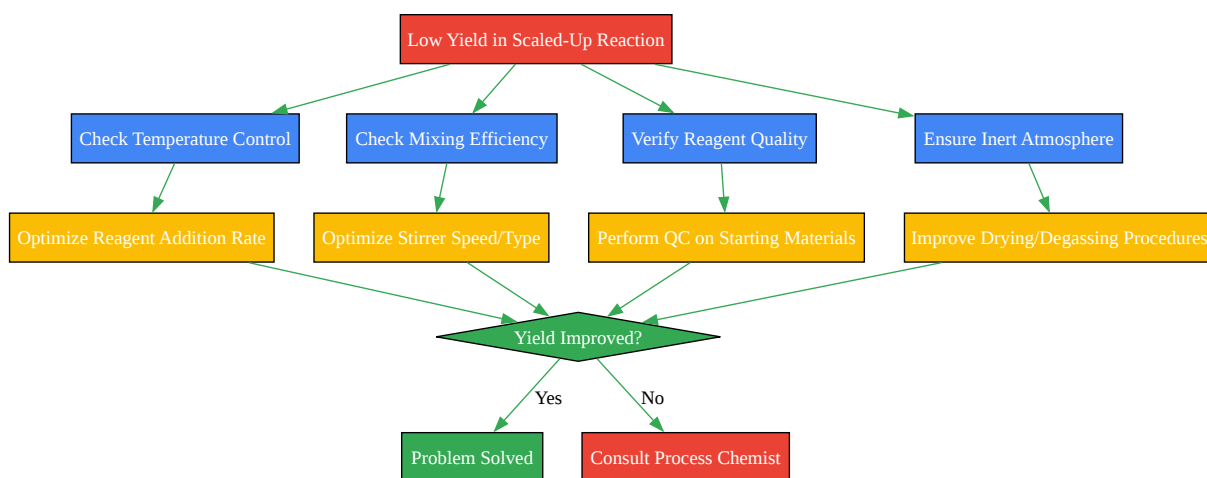 Low Yield in Scaled-Up Reaction
Check Temperature Control
Check Mixing Efficiency
Verify Reagent Quality
Ensure Inert Atmosphere
Optimize Reagent Addition Rate
Optimize Stirrer Speed/Type
Perform QC on Starting Materials
Improve Drying/Degassing Procedures
Yield Improved?
Yes
No
Problem Solved
Consult Process Chemist